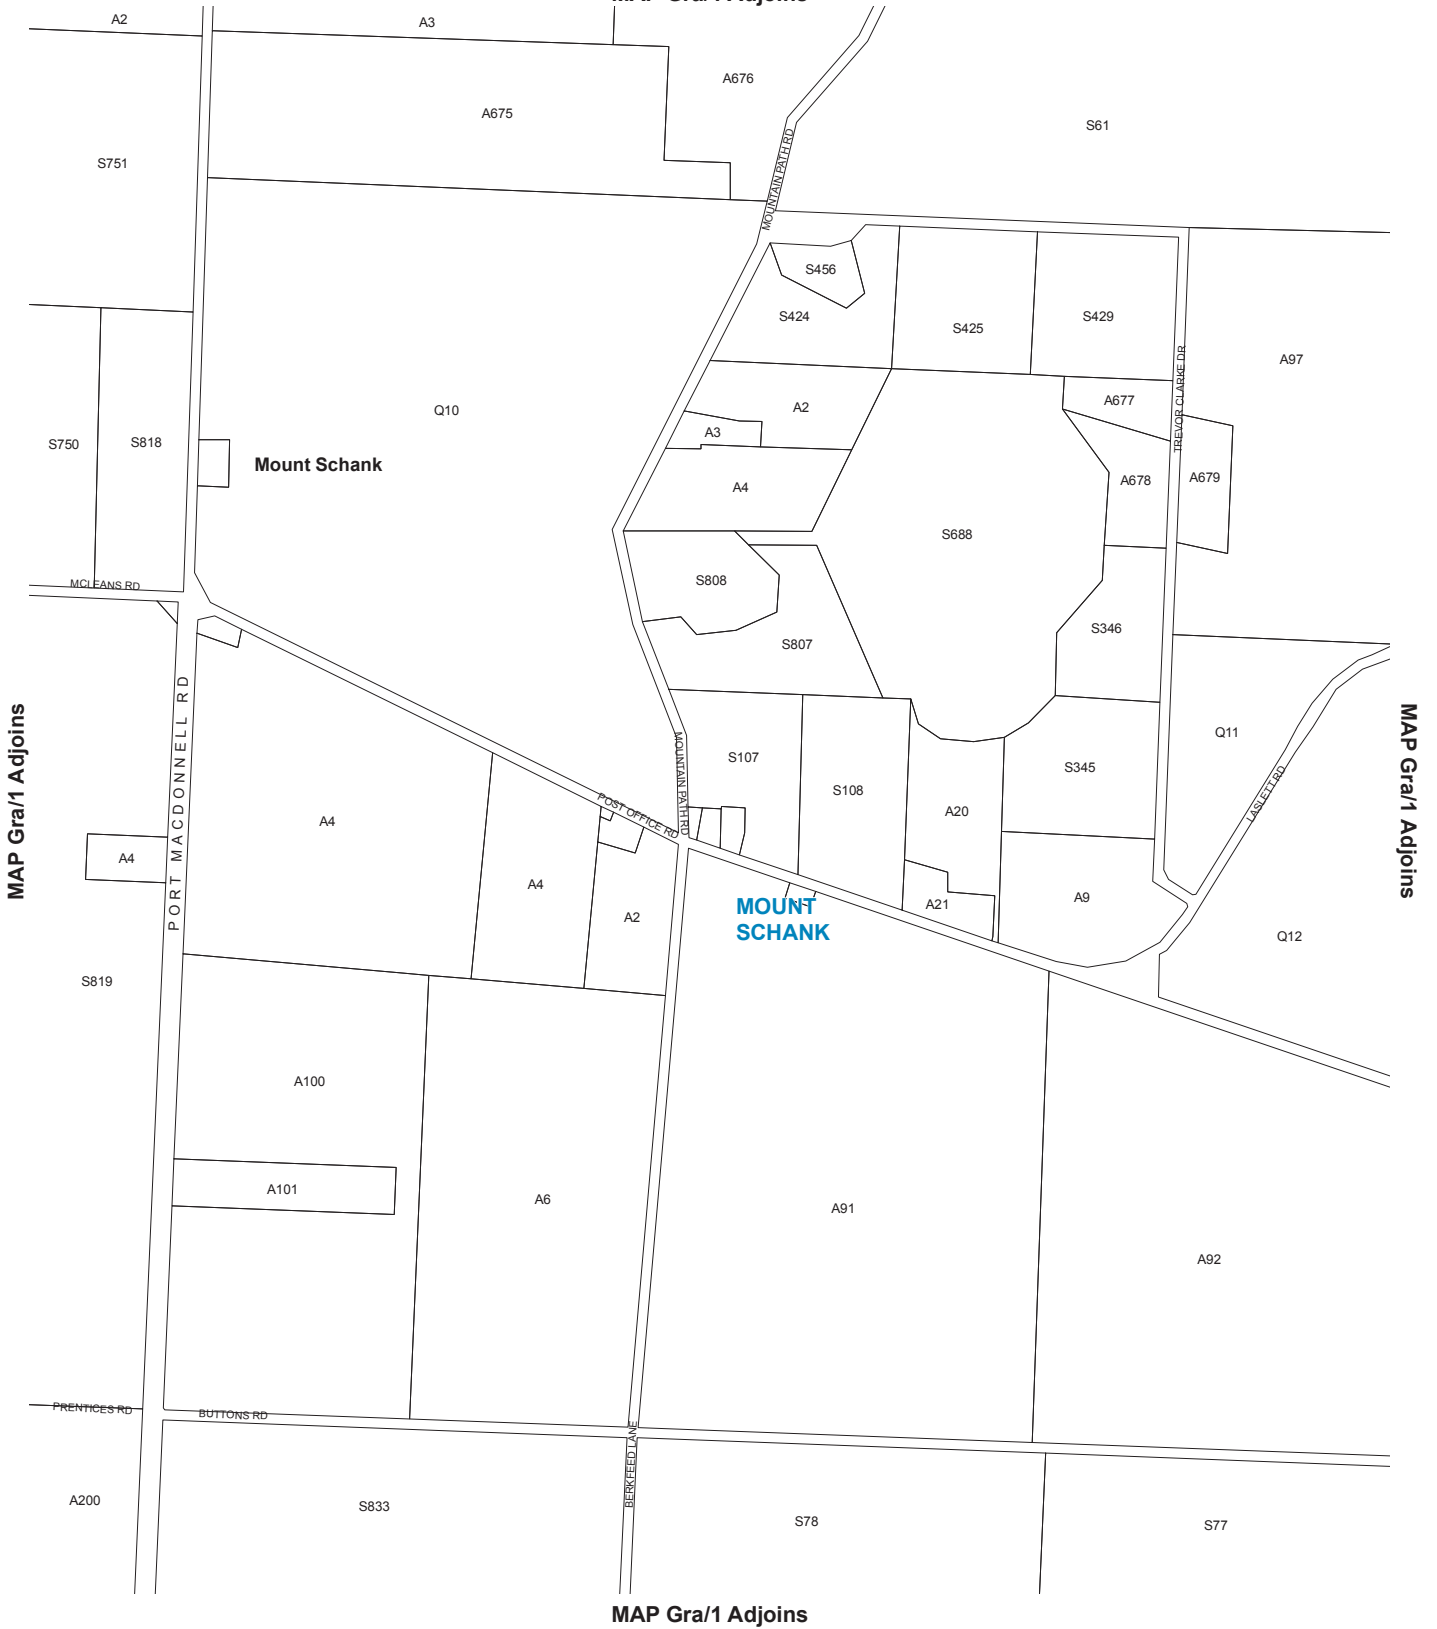 MAP Gra/1 Adjoins
A2
A3
A676
A675
S61
S751
MOUNTAIN PATH RD
S456
S424
S425
S429
A97
TREVOR CLARKE DR
A677
A2
Q10
A3
S750
S818
Mount Schank
A4
A678
A679
S688
S808
MCLEANS RD
S346
S807
PORT MACDONNELL RD
MAP Gra/1 Adjoins
MAP Gra/1 Adjoins
Q11
MOUNTAIN PATH RD
S107
S345
S108
LASLETT RD
POST OFFICE RD
A20
A4
A4
A4
A9
A21
MOUNT
SCHANK
A2
Q12
S819
A100
A101
A6
A91
A92
PRENTICES RD
BUTTONS RD
BERKFEED LANE
A200
S833
S78
S77
MAP Gra/1 Adjoins